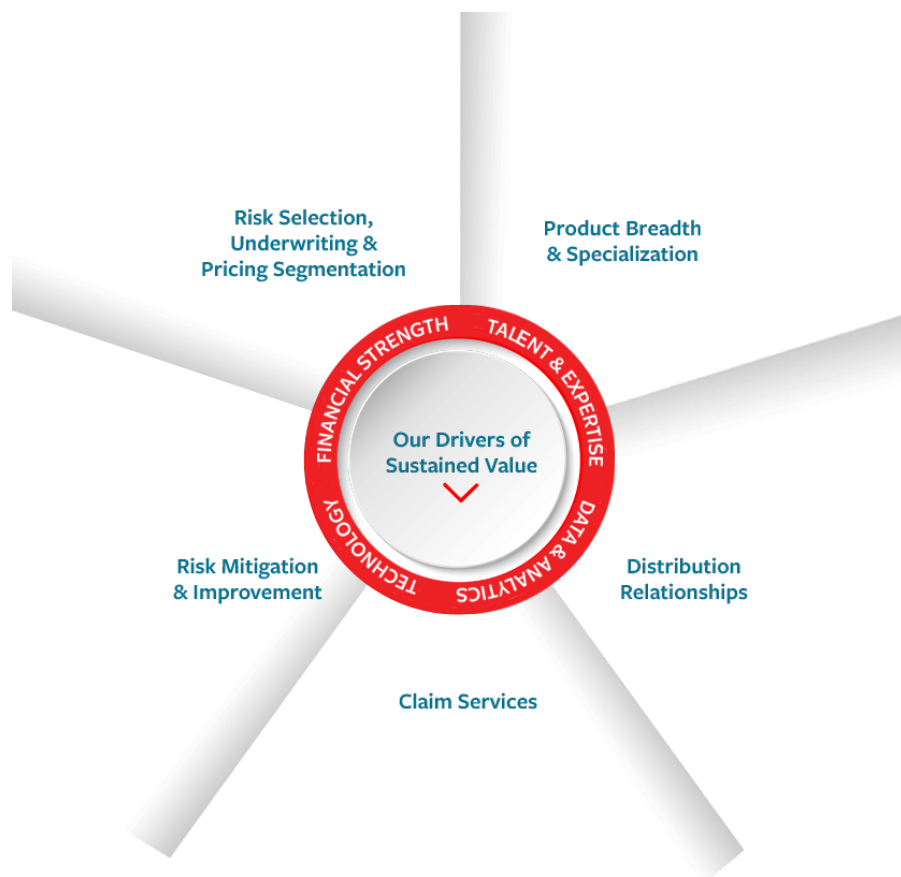 Risk Selection,
Underwriting &
Pricing Segmentation
Product Breadth
& Specialization
FINANCIAL STRENGTH
TALENT & EXPERTISE
Our Drivers of
Sustained Value
TECHNOLOGY
DATA & ANALYTICS
Risk Mitigation
& Improvement
Distribution
Relationships
Claim Services